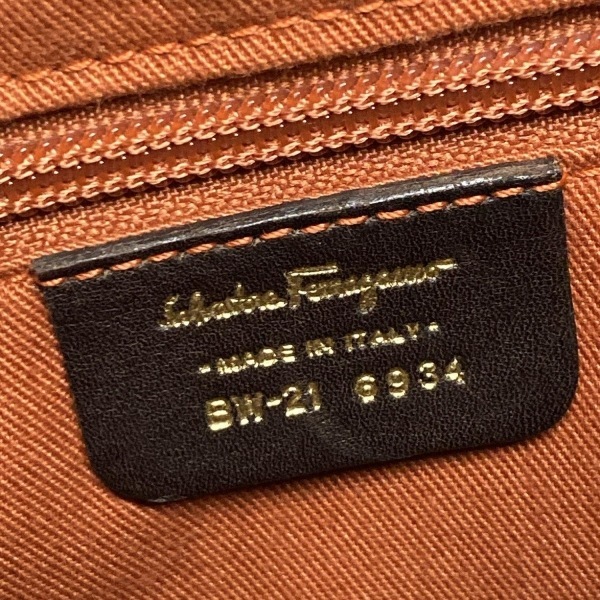 Salvatore Ferragamo
- MADE IN ITALY -
BW-21 6934